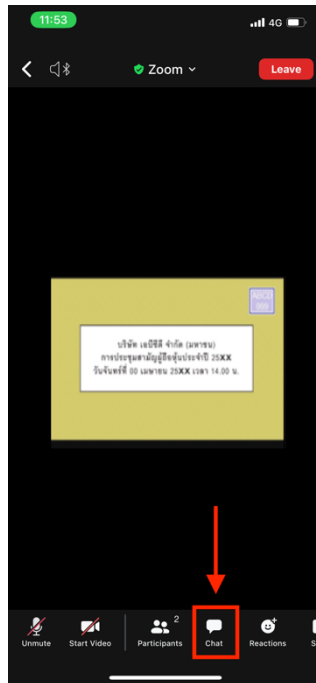 11:53
4G
Zoom
Leave
ABCD
999
บริษัท เอบีซีดี จำกัด (มหาชน)
การประชุมสามัญผู้ถือหุ้นประจำปี 25XX
วันจันทร์ที่ 00 เมษายน 25XX เวลา 14.00 น.
2
Unmute
Start Video
Participants
Chat
Reactions
S